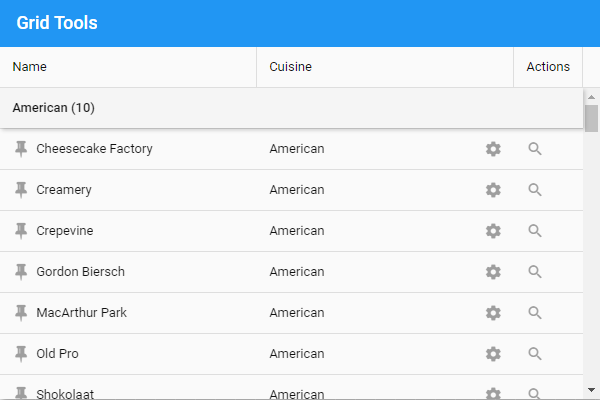 Grid Tools
Name Cuisine Actions
American (10)
Cheesecake Factory American
Creamery American
Crepevine American
Gordon Biersch American
MacArthur Park American
Old Pro American
Shokolaat American